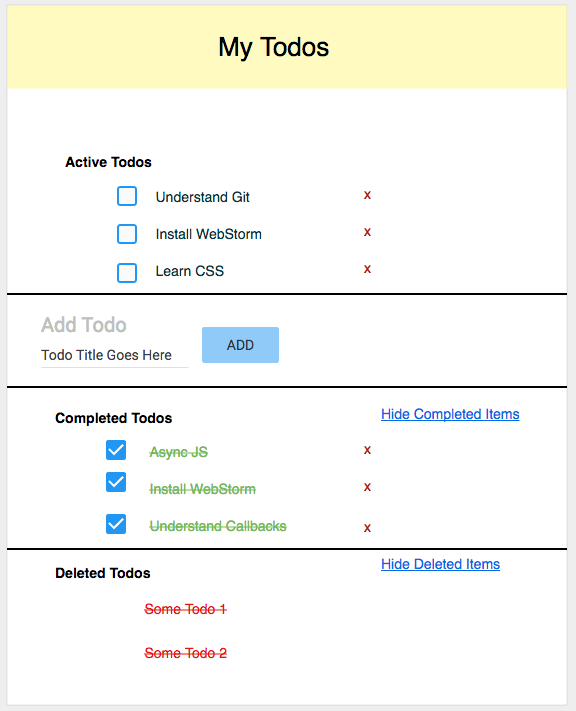 My Todos
Active Todos
Understand Git x
Install WebStorm x
Learn CSS x
Add Todo
Todo Title Goes Here ADD
Hide Completed Items
Completed Todos
Async JS x
Install WebStorm x
Understand Callbacks x
Hide Deleted Items
Deleted Todos
Some Todo 1
Some Todo 2